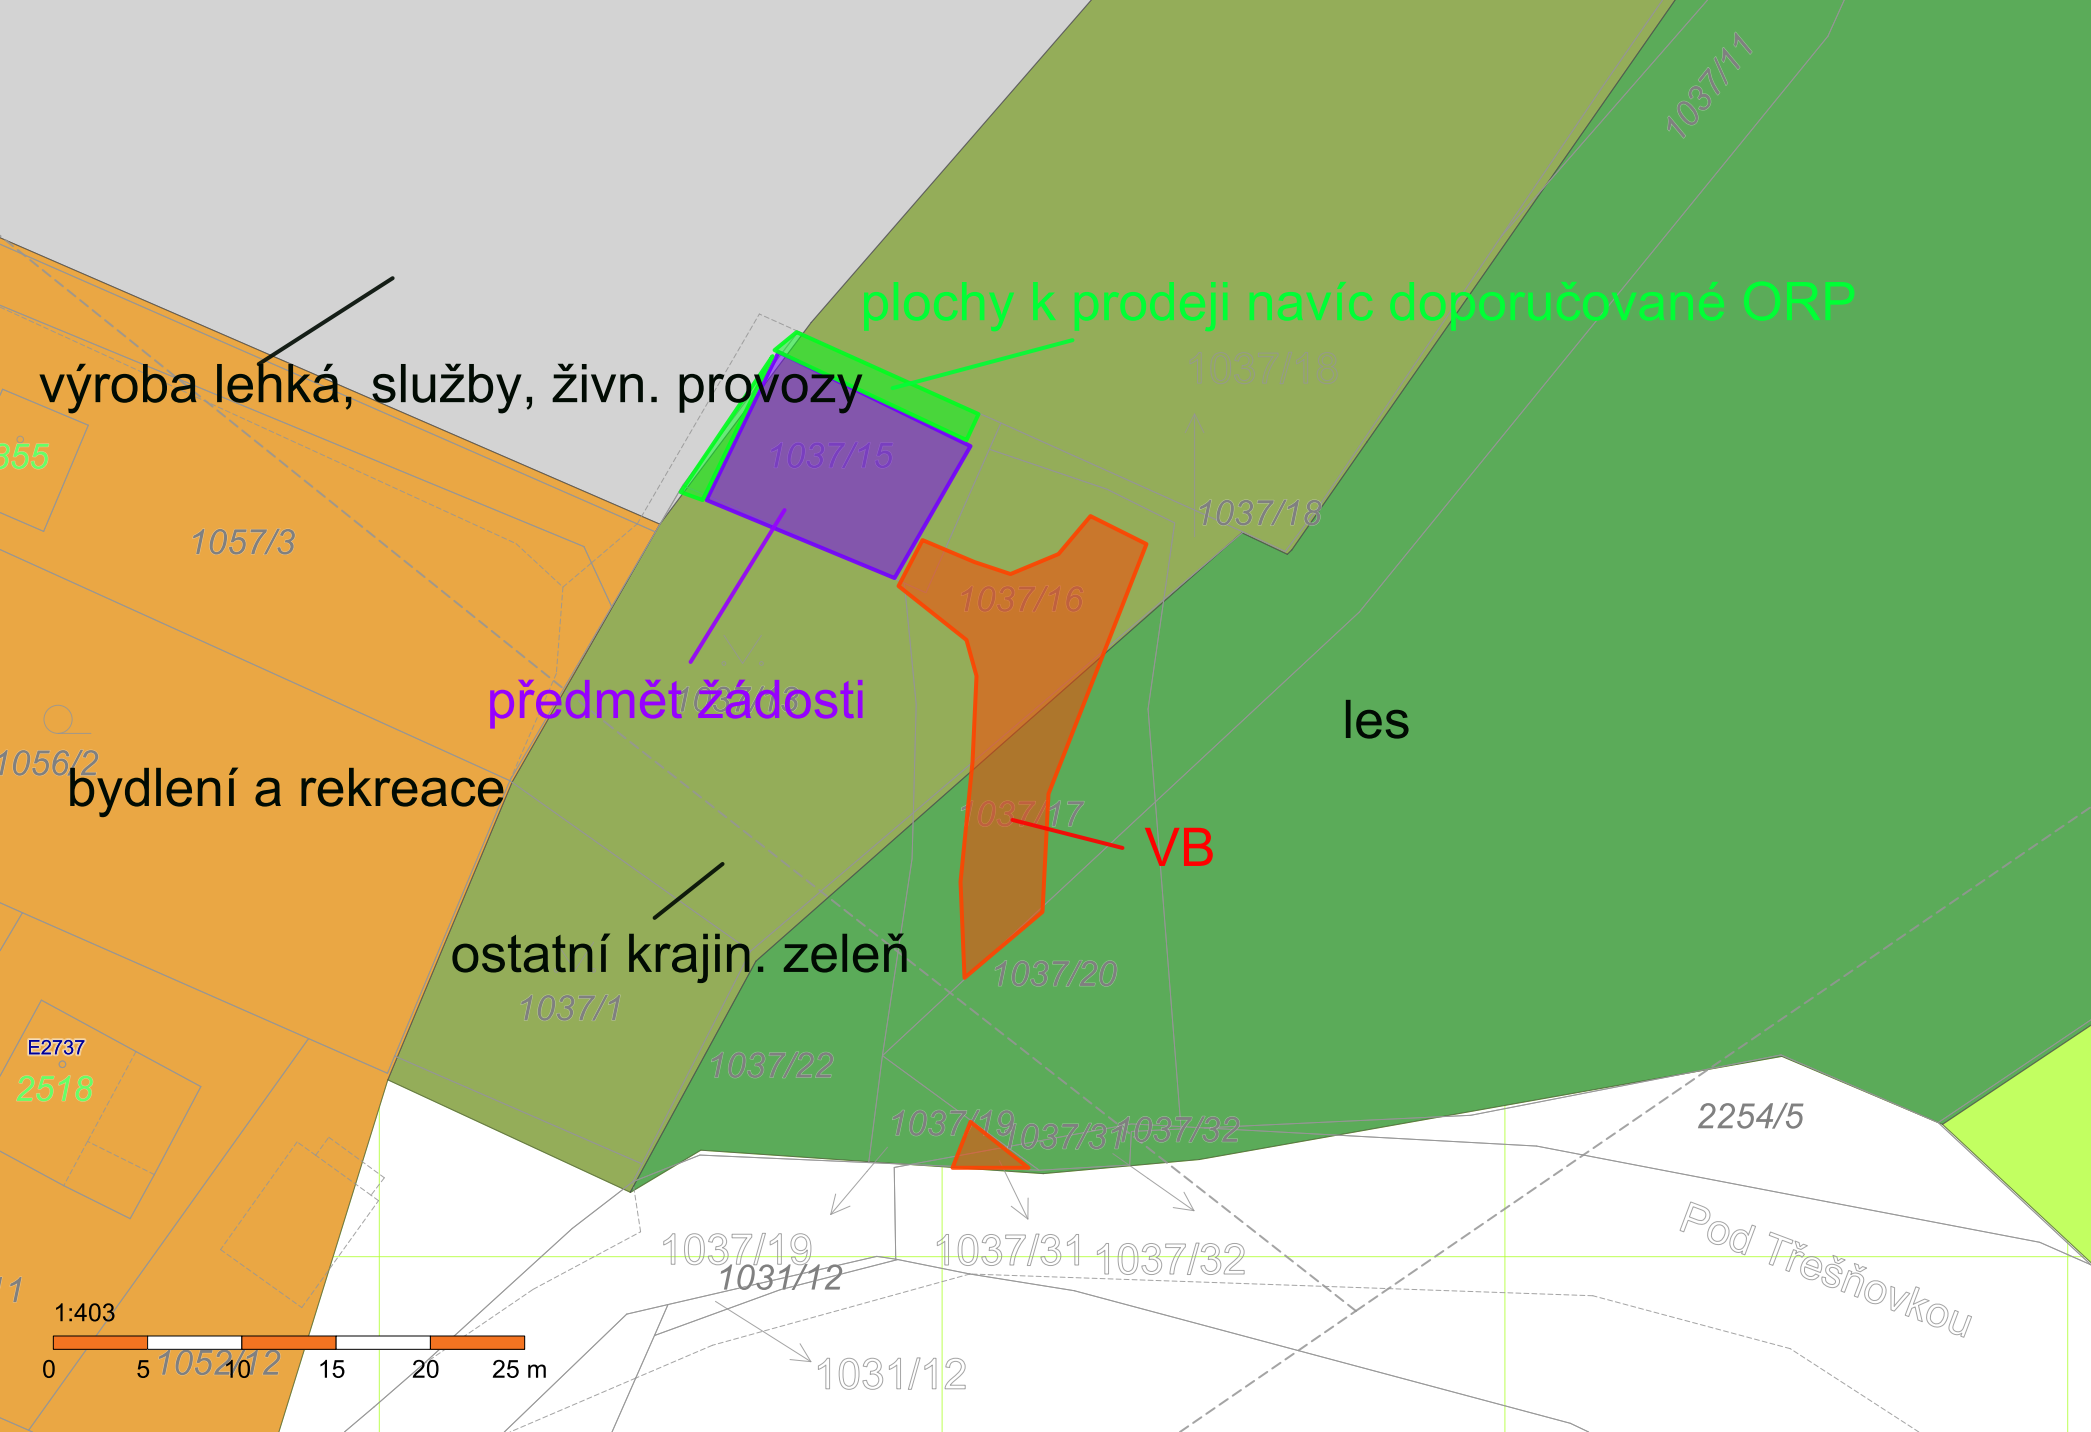 1037/11
plochy k prodeji navíc doporučované ORP
1037/18
výroba lehká, služby, živn. provozy
855
1037/15
1037/18
1057/3
1037/16
předmět žádosti
les
1056/2
bydlení a rekreace
1037/17
VB
ostatní krajin. zeleň
1037/20
1037/1
E2737
2518
1037/22
1037/19
1037/31
1037/32
2254/5
1037/19
1037/31
1037/32
Pod Třešňovkou
1031/12
1:403
1052/12
0 5 10 15 20 25 m
1031/12